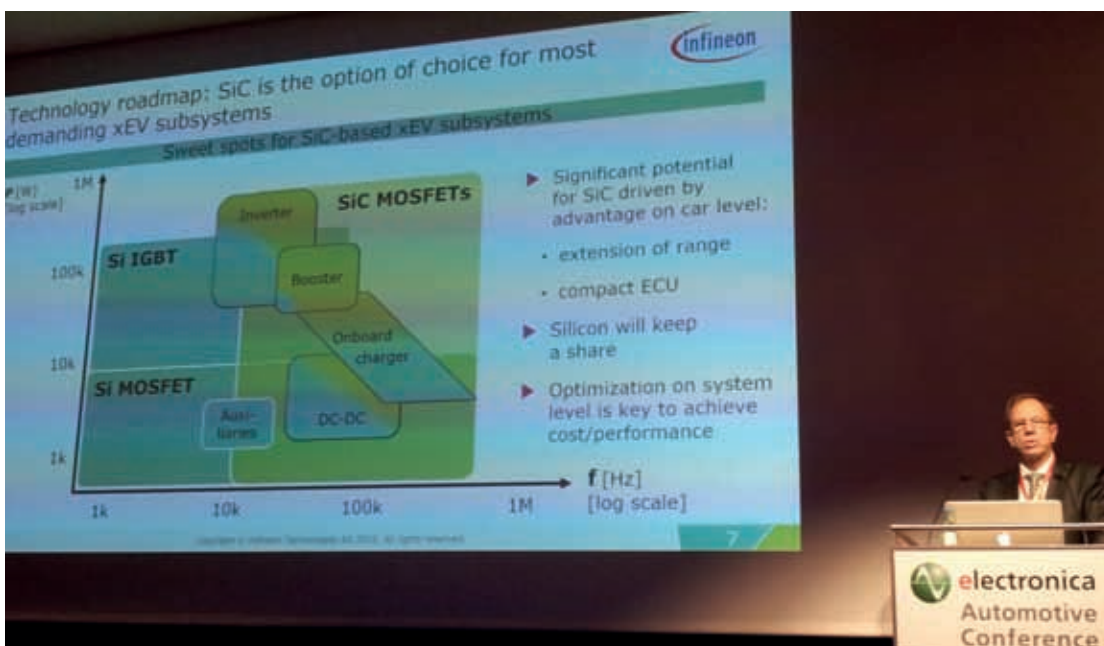 Technology roadmap: SiC is the option of choice for most
demanding xEV subsystems
infineon
Sweet spots for SiC-based xEV subsystems
P [W]
[log scale]
1M
100k
10k
1k
Si IGBT
Si MOSFET
SiC MOSFETs
Inverter
Booster
Onboard
charger
Auxi-
liaries
DC-DC
1k
10k
100k
1M
f [Hz]
[log scale]
▶ Significant potential
for SiC driven by
advantage on car level:
· extension of range
· compact ECU
▶ Silicon will keep
a share
▶ Optimization on system
level is key to achieve
cost/performance
7
electronica
Automotive
Conference